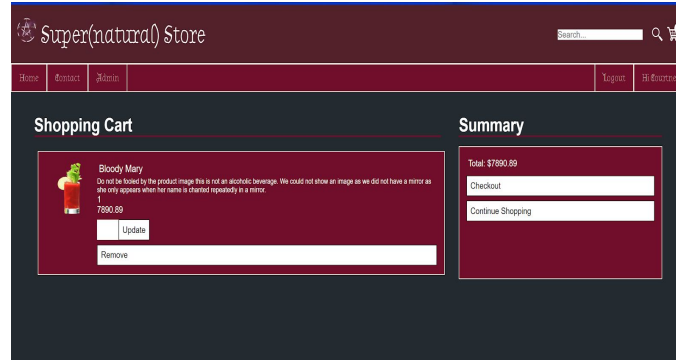 Super(natural) Store
Search...
Home Contact Admin
Logout Hi Courtne
Shopping Cart
Bloody Mary
Do not be fooled by the product image this is not an alcoholic beverage. We could not show an image as we did not have a mirror as
she only appears when her name is chanted repeatedly in a mirror.
1
7890.89
Update
Remove
Summary
Total: $7890.89
Checkout
Continue Shopping